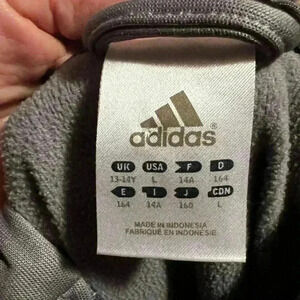 adidas
UK USA F D
13-14Y L 14A 164
E I J CDN
164 14A 160 L
MADE IN INDONESIA
FABRIQUÉ EN INDONESIE